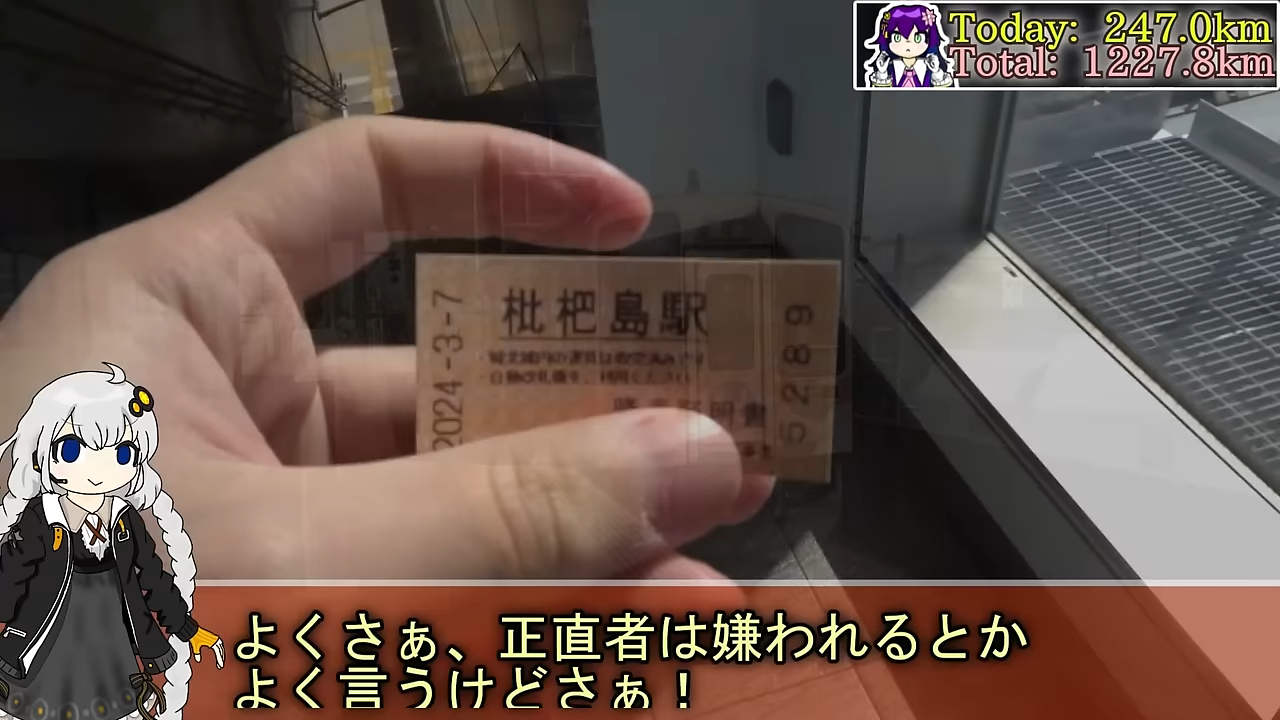 Today: 247.0km
Total: 1227.8km
枇杷島駅
2024-3-7
5289
よくさぁ、正直者は嫌われるとか
よく言うけどさぁ！